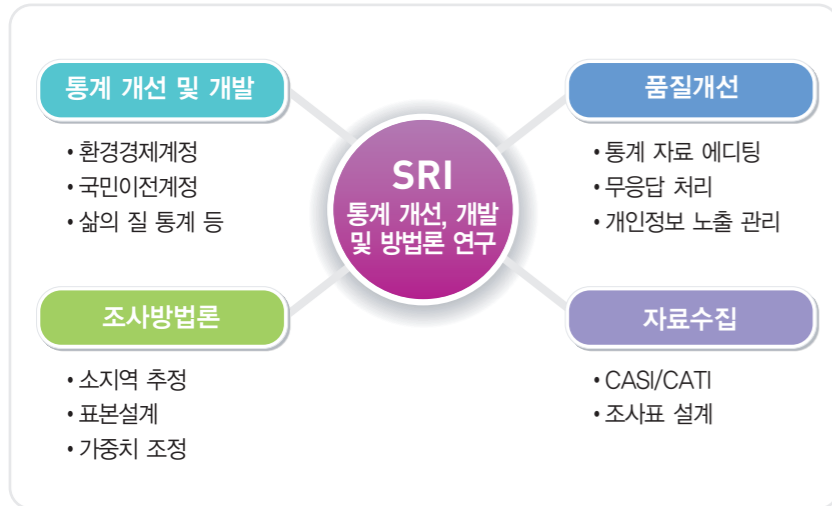 통계 개선 및 개발
• 환경경제계정
• 국민이전계정
• 삶의 질 통계 등
품질개선
• 통계 자료 에디팅
• 무응답 처리
• 개인정보 노출 관리
SRI
통계 개선, 개발
및 방법론 연구
조사방법론
• 소지역 추정
• 표본설계
• 가중치 조정
자료수집
• CASI/CATI
• 조사표 설계